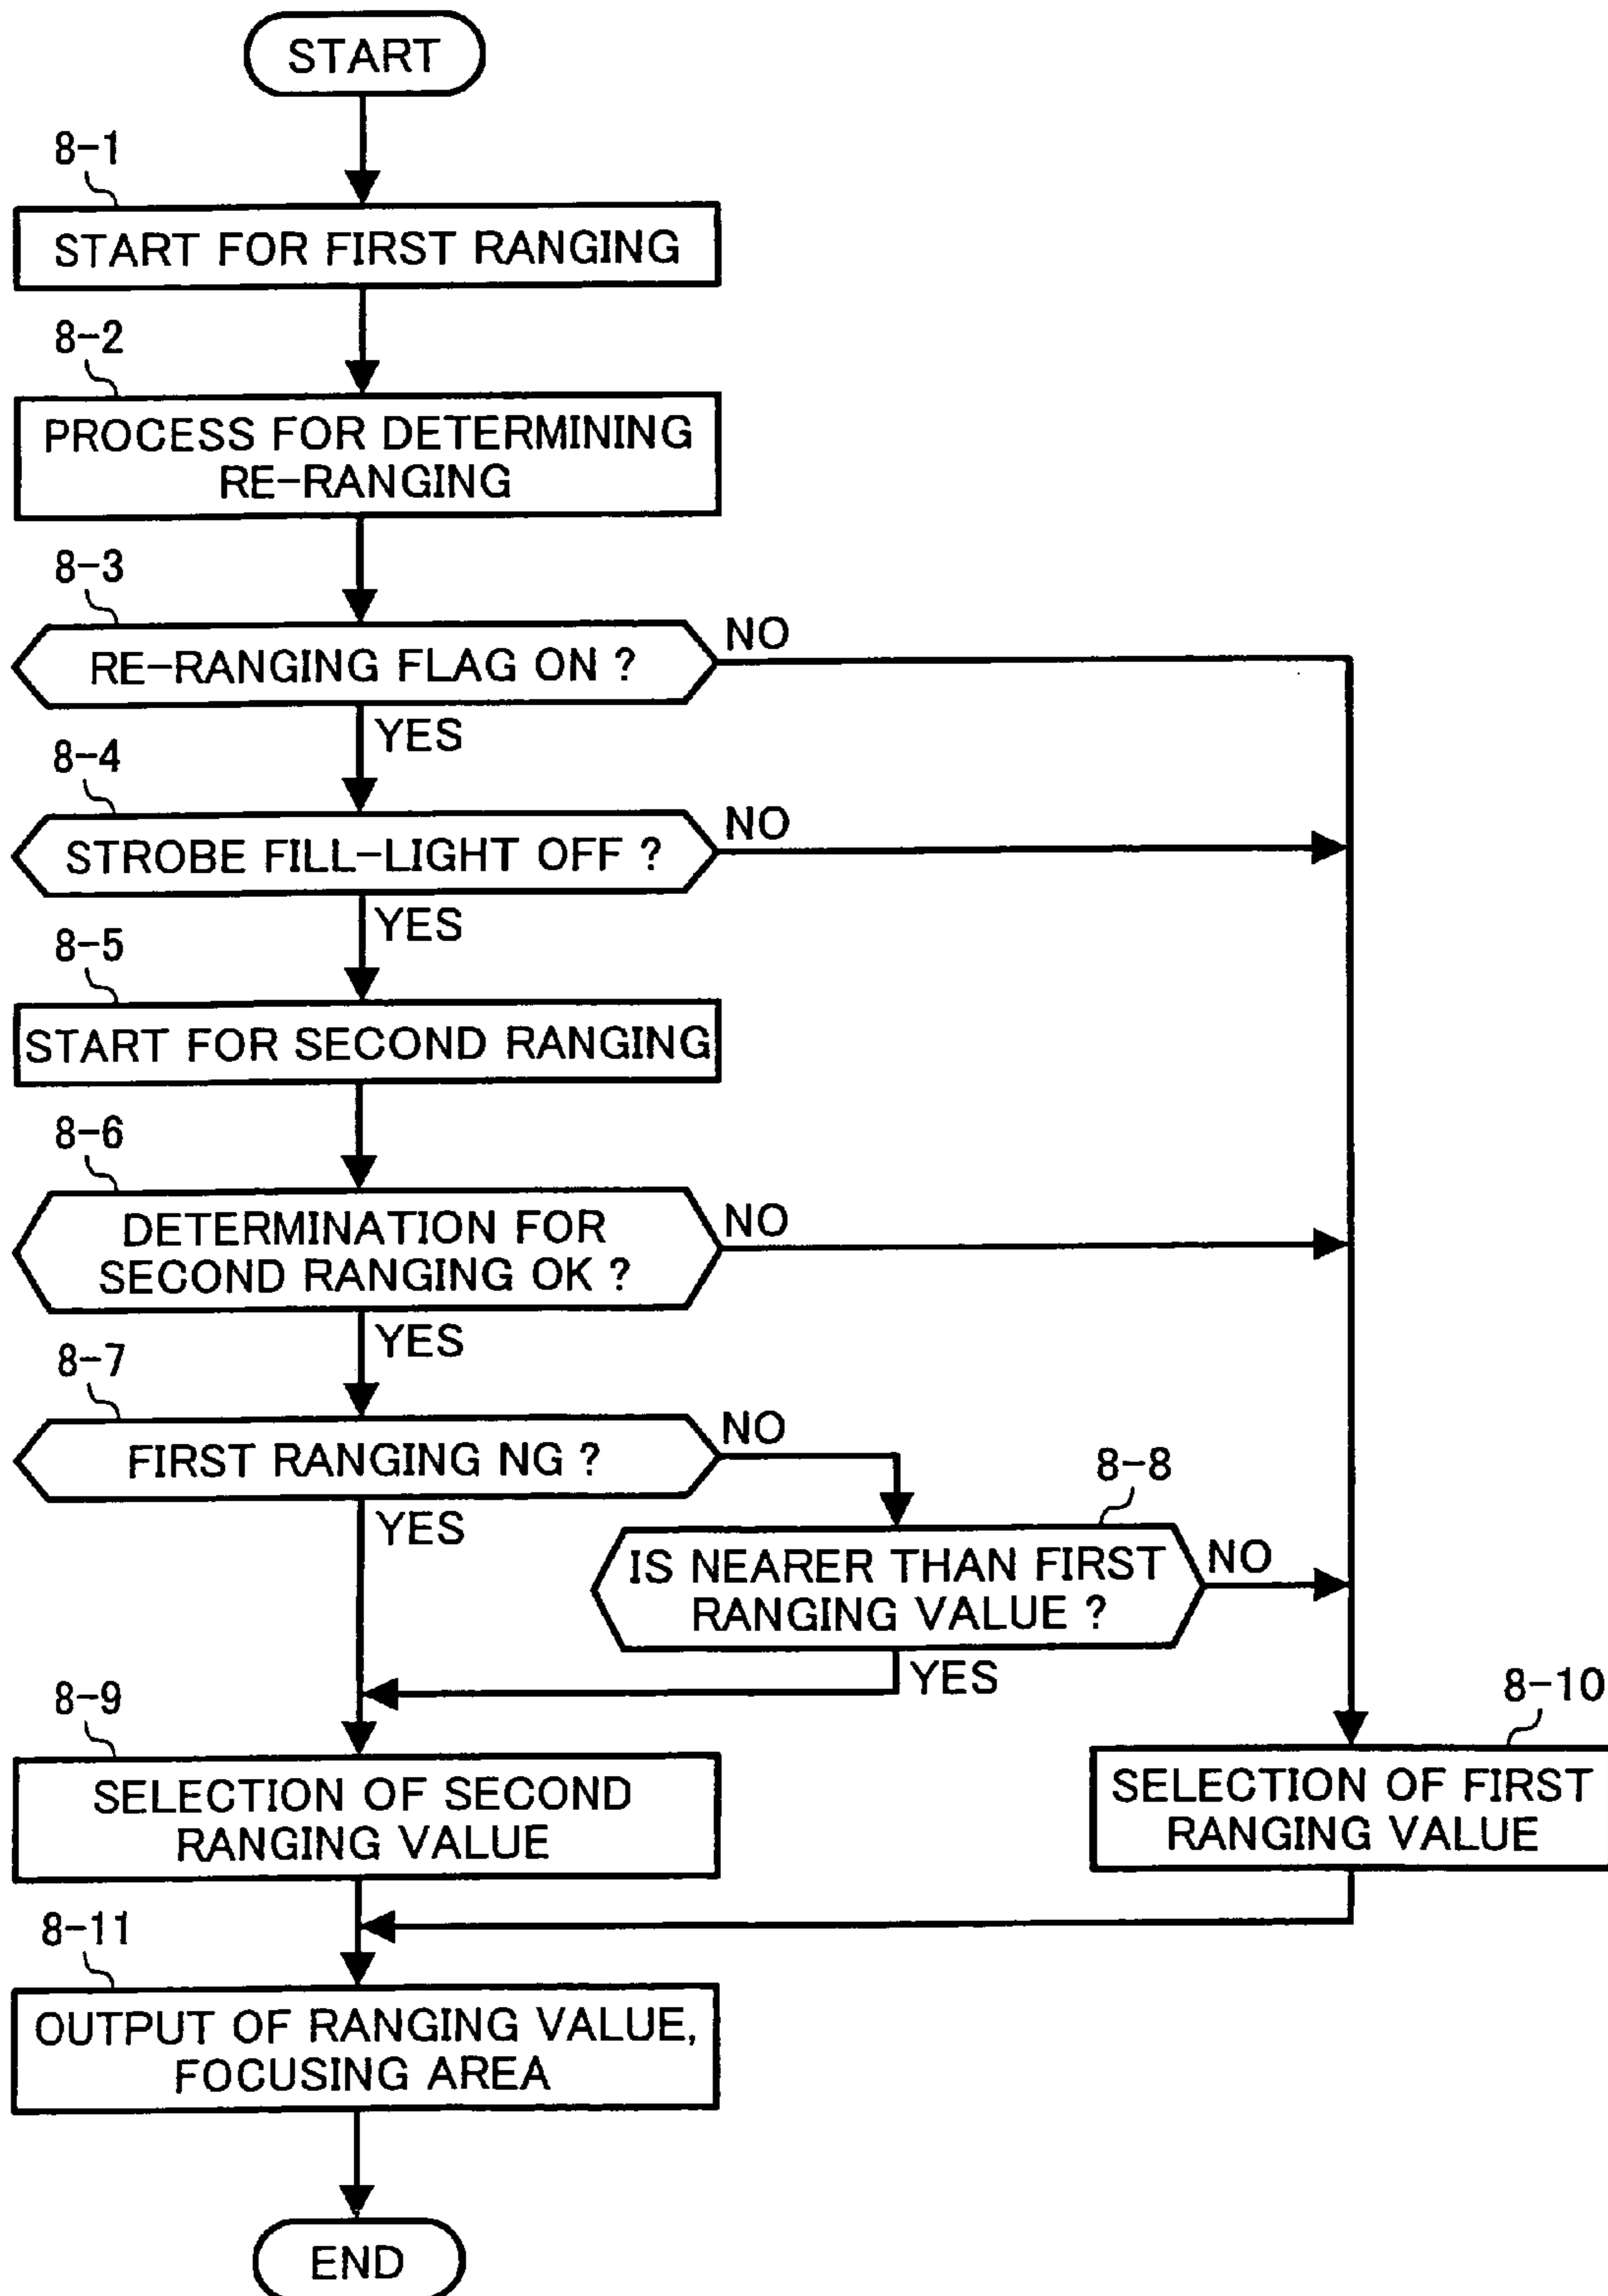 START
8-1
START FOR FIRST RANGING
8-2
PROCESS FOR DETERMINING
RE-RANGING
8-3
RE-RANGING FLAG ON ?
NO
YES
8-4
STROBE FILL-LIGHT OFF ?
NO
YES
8-5
START FOR SECOND RANGING
8-6
DETERMINATION FOR
SECOND RANGING OK ?
NO
YES
8-7
FIRST RANGING NG ?
NO
YES
8-8
IS NEARER THAN FIRST
RANGING VALUE ?
NO
YES
8-9
SELECTION OF SECOND
RANGING VALUE
8-10
SELECTION OF FIRST
RANGING VALUE
8-11
OUTPUT OF RANGING VALUE,
FOCUSING AREA
END